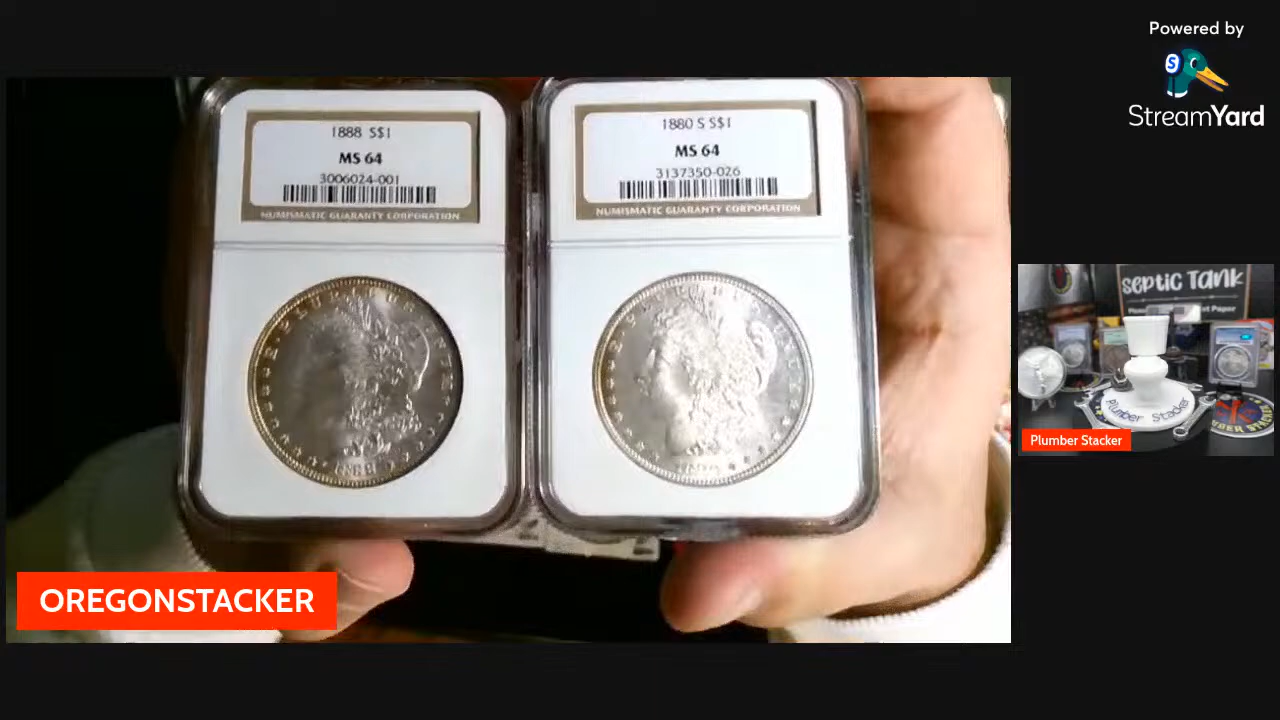 Powered by
StreamYard
1888 S$1
MS 64
3006024-001
NUMISMATIC GUARANTY CORPORATION
1880 S S$1
MS 64
3137350-026
NUMISMATIC GUARANTY CORPORATION
septic Tank
Plumber Stacker
Plumber Stacker
OREGONSTACKER